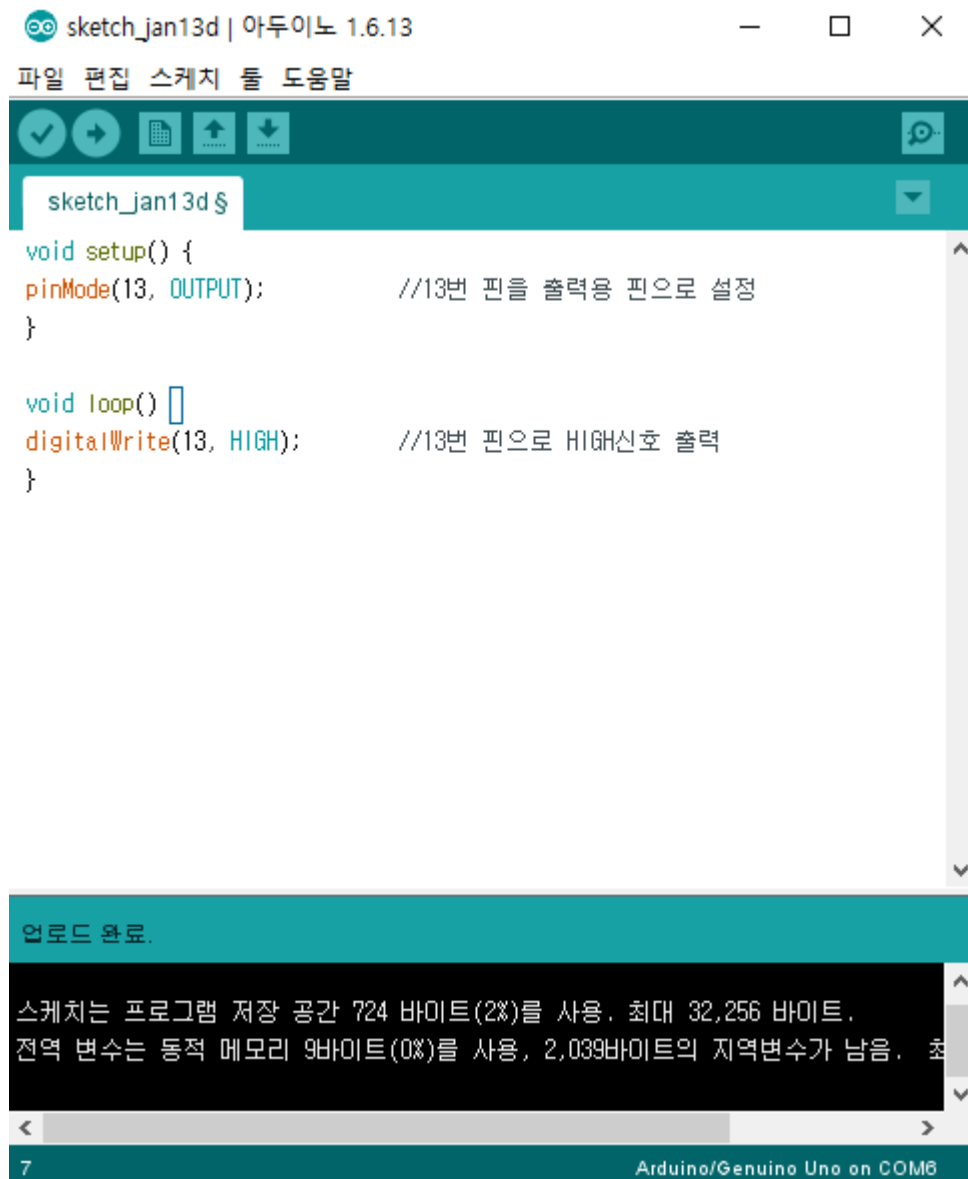 sketch_jan13d | 아두이노 1.6.13
파일 편집 스케치 툴 도움말
sketch_jan13d §
void setup() {
pinMode(13, OUTPUT); //13번 핀을 출력용 핀으로 설정
}
void loop()
digitalWrite(13, HIGH); //13번 핀으로 HIGH신호 출력
}
업로드 완료.
스케치는 프로그램 저장 공간 724 바이트(2%)를 사용. 최대 32,256 바이트.
전역 변수는 동적 메모리 9바이트(0%)를 사용, 2,039바이트의 지역변수가 남음.
7
Arduino/Genuino Uno on COM6